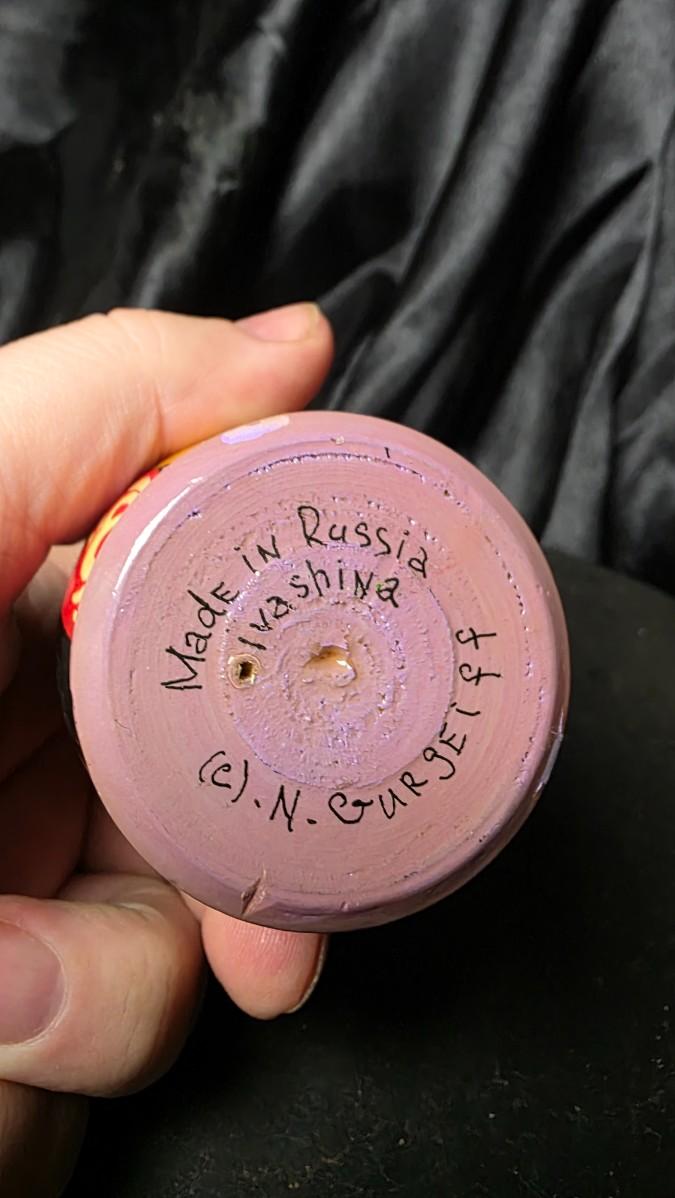 Made iN Russia
ivashiNa
(c). N. GURgEiff